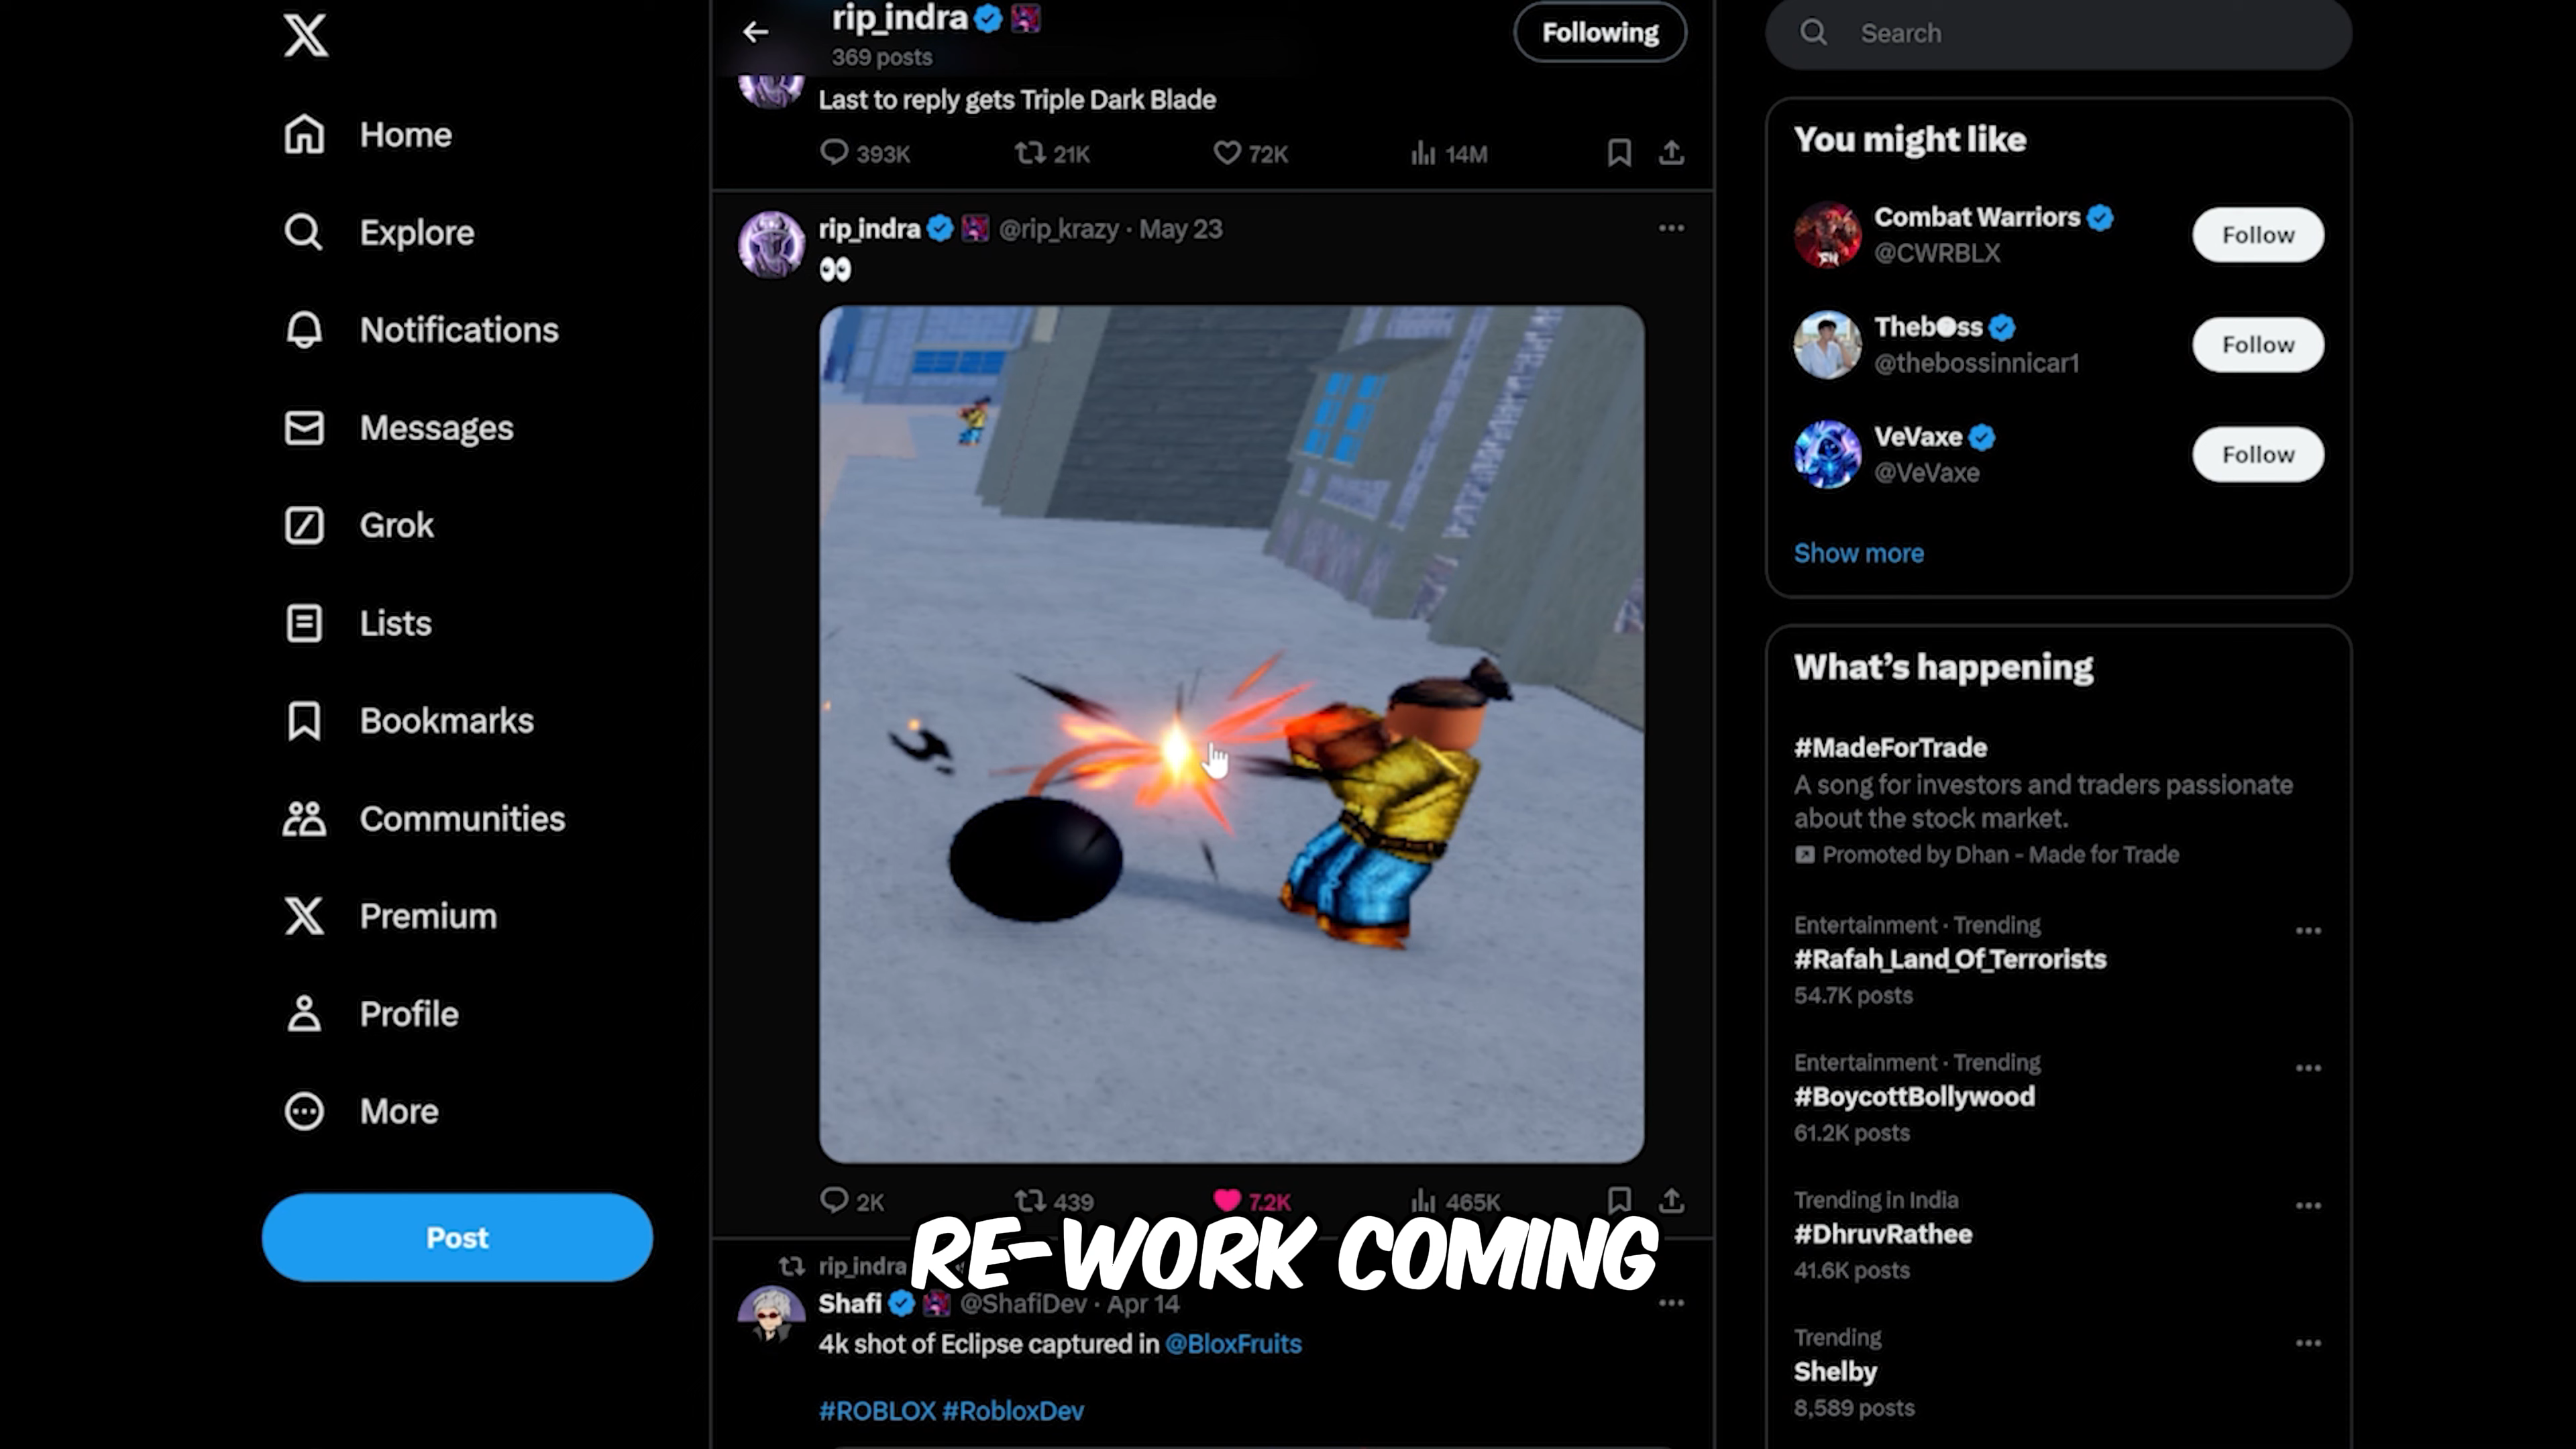 Home
Explore
Notifications
Messages
Grok
Lists
Bookmarks
Communities
Premium
Profile
More
Post
rip_indra
369 posts
Following
Last to reply gets Triple Dark Blade
393K 21K 72K 14M
rip_indra @rip_krazy · May 23
👀
2K 439 7.2K 465K
RE-WORK COMING
rip_indra
Shafi @ShafiDev · Apr 14
4k shot of Eclipse captured in @BloxFruits
#ROBLOX #RobloxDev
Search
You might like
Combat Warriors
@CWRBLX
Follow
Theb●ss
@thebossinnicar1
Follow
VeVaxe
@VeVaxe
Follow
Show more
What's happening
#MadeForTrade
A song for investors and traders passionate
about the stock market.
Promoted by Dhan - Made for Trade
Entertainment · Trending
#Rafah_Land_Of_Terrorists
54.7K posts
Entertainment · Trending
#BoycottBollywood
61.2K posts
Trending in India
#DhruvRathee
41.6K posts
Trending
Shelby
8,589 posts